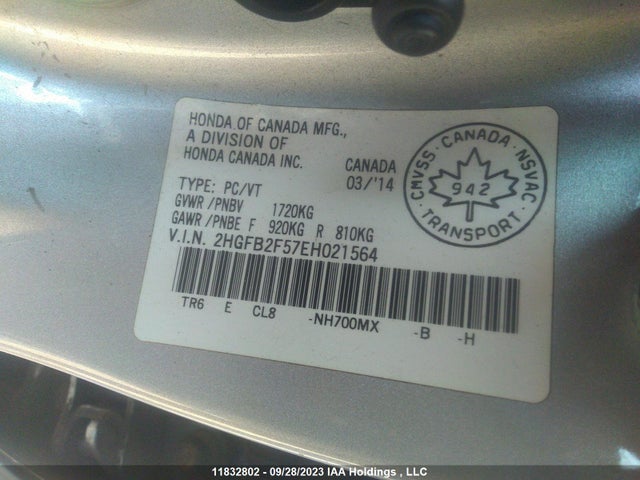 HONDA OF CANADA MFG.,
A DIVISION OF
HONDA CANADA INC.
CANADA
03/'14
TYPE: PC/VT
GVWR /PNBV 1720KG
GAWR /PNBE F 920KG R 810KG
V.I.N. 2HGFB2F57EH021564
TR6 E CL8 -NH700MX -B -H
CMVSS · CANADA · NSVAC
942
· TRANSPORT ·
11832802 - 09/28/2023 IAA Holdings , LLC